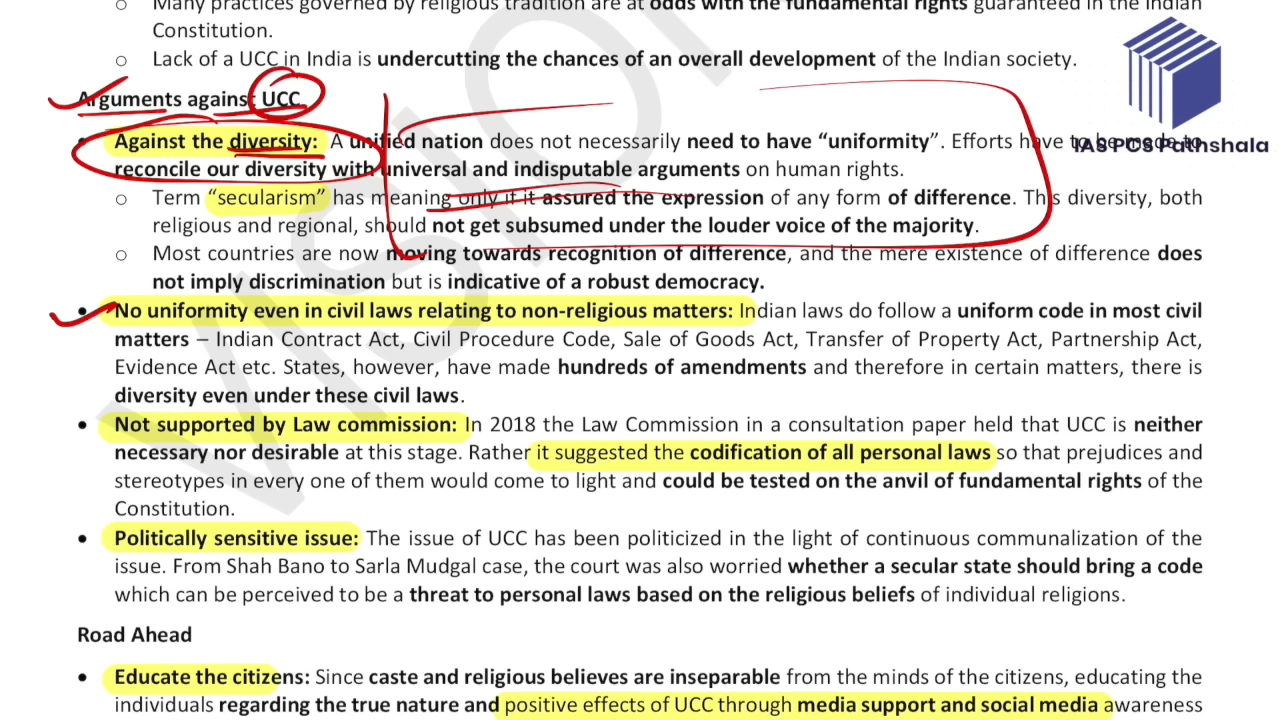 ○ Many practices governed by religious tradition are at odds with the fundamental rights guaranteed in the Indian
Constitution.
○ Lack of a UCC in India is undercutting the chances of an overall development of the Indian society.
Arguments against UCC
• Against the diversity: A unified nation does not necessarily need to have “uniformity”. Efforts have to be made to
IAS PCS Pathshala
reconcile our diversity with universal and indisputable arguments on human rights.
○ Term “secularism” has meaning only if it assured the expression of any form of difference. This diversity, both
religious and regional, should not get subsumed under the louder voice of the majority.
○ Most countries are now moving towards recognition of difference, and the mere existence of difference does
not imply discrimination but is indicative of a robust democracy.
• No uniformity even in civil laws relating to non-religious matters: Indian laws do follow a uniform code in most civil
matters – Indian Contract Act, Civil Procedure Code, Sale of Goods Act, Transfer of Property Act, Partnership Act,
Evidence Act etc. States, however, have made hundreds of amendments and therefore in certain matters, there is
diversity even under these civil laws.
• Not supported by Law commission: In 2018 the Law Commission in a consultation paper held that UCC is neither
necessary nor desirable at this stage. Rather it suggested the codification of all personal laws so that prejudices and
stereotypes in every one of them would come to light and could be tested on the anvil of fundamental rights of the
Constitution.
• Politically sensitive issue: The issue of UCC has been politicized in the light of continuous communalization of the
issue. From Shah Bano to Sarla Mudgal case, the court was also worried whether a secular state should bring a code
which can be perceived to be a threat to personal laws based on the religious beliefs of individual religions.
Road Ahead
• Educate the citizens: Since caste and religious believes are inseparable from the minds of the citizens, educating the
individuals regarding the true nature and positive effects of UCC through media support and social media awareness